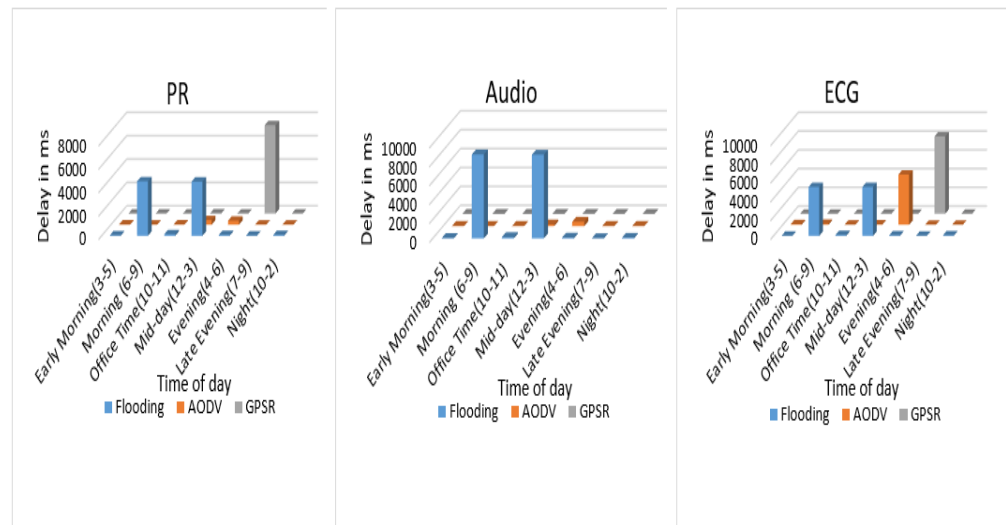 PR
Delay in ms
8000
6000
4000
2000
0
Early Morning(3-5)
Morning (6-9)
Office Time(10-11)
Mid-day(12-3)
Evening(4-6)
Late Evening(7-9)
Night(10-2)
Time of day
Flooding AODV GPSR
Audio
Delay in ms
10000
8000
6000
4000
2000
0
Early Morning(3-5)
Morning (6-9)
Office Time(10-11)
Mid-day(12-3)
Evening(4-6)
Late Evening(7-9)
Night(10-2)
Time of day
Flooding AODV GPSR
ECG
Delay in ms
10000
8000
6000
4000
2000
0
Early Morning(3-5)
Morning (6-9)
Office Time(10-11)
Mid-day(12-3)
Evening(4-6)
Late Evening(7-9)
Night(10-2)
Time of day
Flooding AODV GPSR